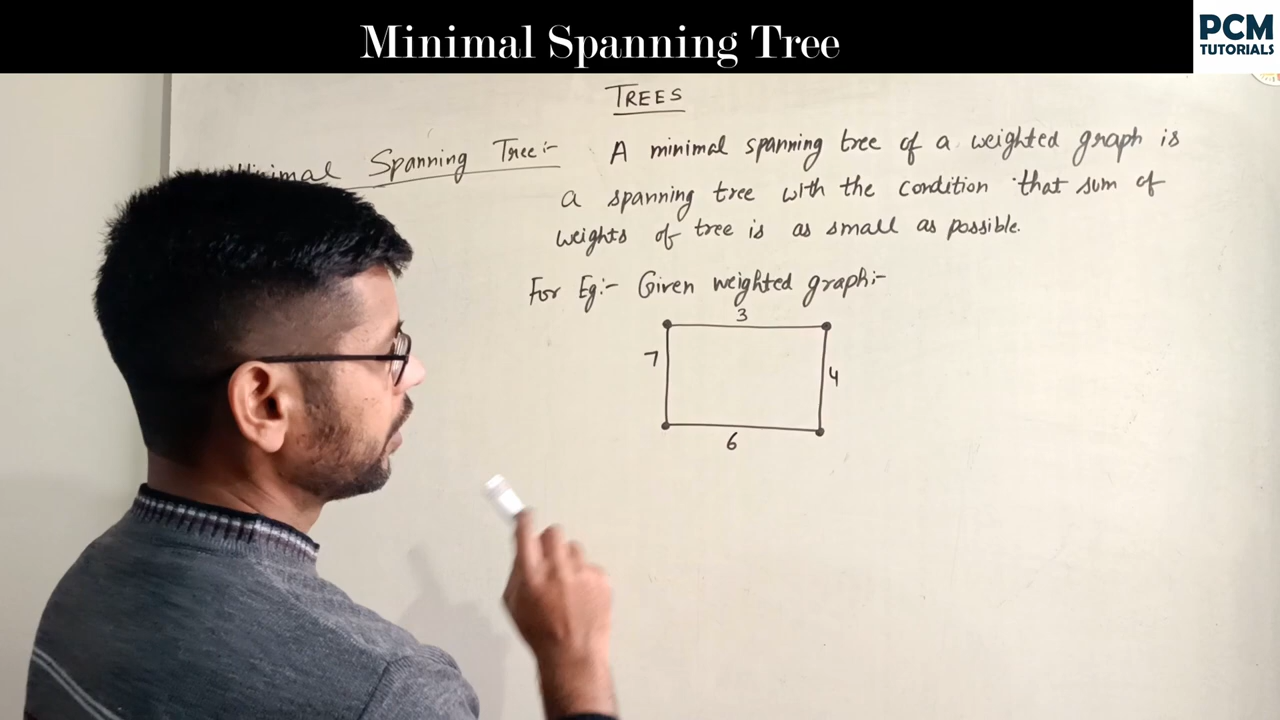 Minimal Spanning Tree
PCM
TUTORIALS
TREES
Minimal Spanning Tree:- A minimal spanning tree of a weighted graph is
a spanning tree with the condition that sum of
weights of tree is as small as possible.
For Eg:- Given weighted graph:-
3
7
4
6